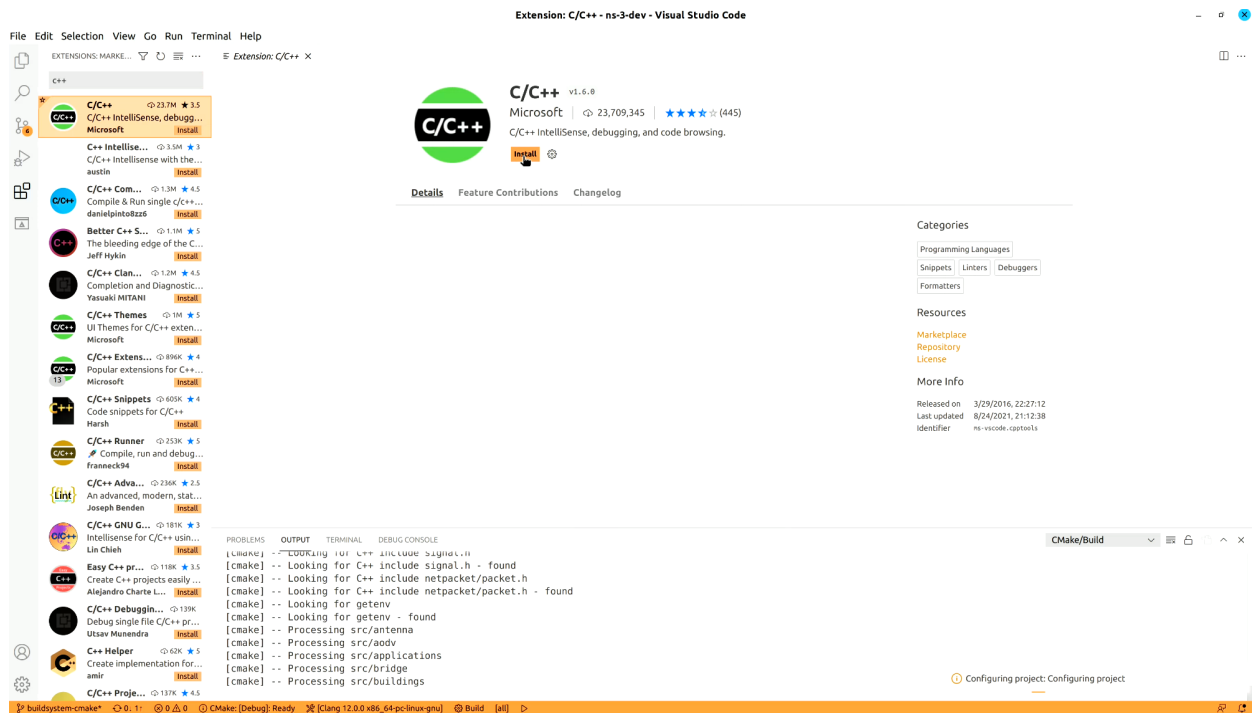 Extension: C/C++ - ns-3-dev - Visual Studio Code
File Edit Selection View Go Run Terminal Help
EXTENSIONS: MARKE...
Extension: C/C++
c++
C/C++ 23.7M ★ 3.5
C/C++ IntelliSense, debugg...
Microsoft Install
C++ Intellise... 3.5M ★ 3
C/C++ Intellisense with the...
austin Install
C/C++ Com... 1.3M ★ 4.5
Compile & Run single c/c++...
danielpinto8zz6 Install
Better C++ S... 1.1M ★ 5
The bleeding edge of the C...
Jeff Hykin Install
C/C++ Clan... 1.2M ★ 4.5
Completion and Diagnostic...
Yasuaki MITANI Install
C/C++ Themes 1M ★ 5
UI Themes for C/C++ exten...
Microsoft Install
C/C++ Extens... 896K ★ 4
Popular extensions for C++...
13 Microsoft Install
C/C++ Snippets 605K ★ 4
Code snippets for C/C++
Harsh Install
C/C++ Runner 253K ★ 5
🚀 Compile, run and debug...
franneck94 Install
C/C++ Adva... 236K ★ 2.5
An advanced, modern, stat...
Joseph Benden Install
C/C++ GNU G... 181K ★ 3
Intellisense for C/C++ usin...
Lin Chieh Install
Easy C++ pr... 118K ★ 3.5
Create C++ projects easily ...
Alejandro Charte L... Install
C/C++ Debuggin... 139K
Debug single file C/C++ pr...
Utsav Munendra Install
C++ Helper 62K ★ 5
Create implementation for...
amir Install
C/C++ Proje... 137K ★ 4.5
C/C++
C/C++ v1.6.0
Microsoft 23,709,345 (445)
C/C++ IntelliSense, debugging, and code browsing.
Install
Details Feature Contributions Changelog
Categories
Programming Languages
Snippets Linters Debuggers
Formatters
Resources
Marketplace
Repository
License
More Info
Released on 3/29/2016, 22:27:12
Last updated 8/24/2021, 21:12:38
Identifier ms-vscode.cpptools
PROBLEMS OUTPUT TERMINAL DEBUG CONSOLE CMake/Build
[cmake] -- Looking for C++ include signal.h
[cmake] -- Looking for C++ include signal.h - found
[cmake] -- Looking for C++ include netpacket/packet.h
[cmake] -- Looking for C++ include netpacket/packet.h - found
[cmake] -- Looking for getenv
[cmake] -- Looking for getenv - found
[cmake] -- Processing src/antenna
[cmake] -- Processing src/aodv
[cmake] -- Processing src/applications
[cmake] -- Processing src/bridge
[cmake] -- Processing src/buildings
Configuring project: Configuring project
buildsystem-cmake* 0↓ 1↑ 0 0 CMake: [Debug]: Ready [Clang 12.0.0 x86_64-pc-linux-gnu] Build [all]